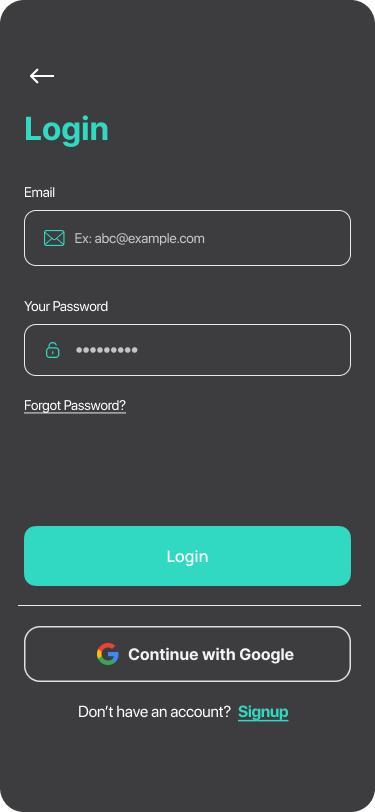 Login
Email
Ex: abc@example.com
Your Password
•••••••••
Forgot Password?
Login
Continue with Google
Don’t have an account? Signup